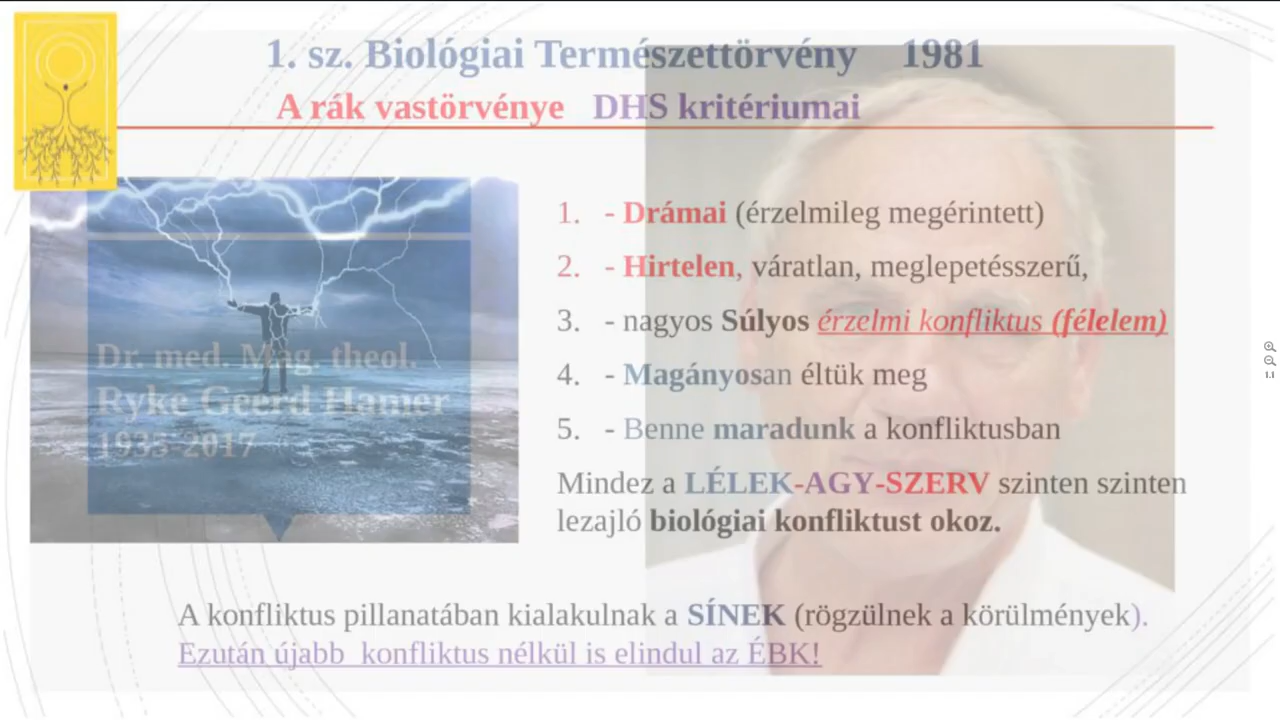 1. sz. Biológiai Természettörvény 1981
A rák vastörvénye DHS kritériumai
1. - Drámai (érzelmileg megérintett)
2. - Hirtelen, váratlan, meglepetésszerű,
3. - nagyos Súlyos érzelmi konfliktus (félelem)
4. - Magányosan éltük meg
5. - Benne maradunk a konfliktusban
Mindez a LÉLEK-AGY-SZERV szinten szinten
lezajló biológiai konfliktust okoz.
Dr. med. Mag. theol.
Ryke Geerd Hamer
1935-2017
A konfliktus pillanatában kialakulnak a SÍNEK (rögzülnek a körülmények).
Ezután újabb konfliktus nélkül is elindul az ÉBK!
1:1